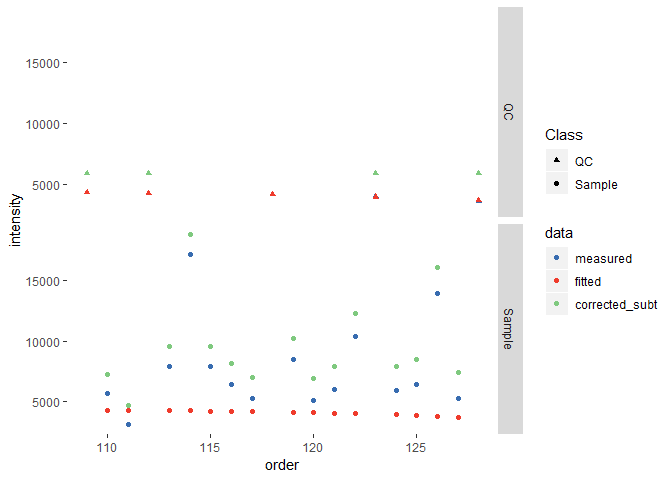 15000
10000
5000
QC
15000
10000
5000
Sample
intensity
110
115
120
125
order
Class
QC
Sample
data
measured
fitted
corrected_subt